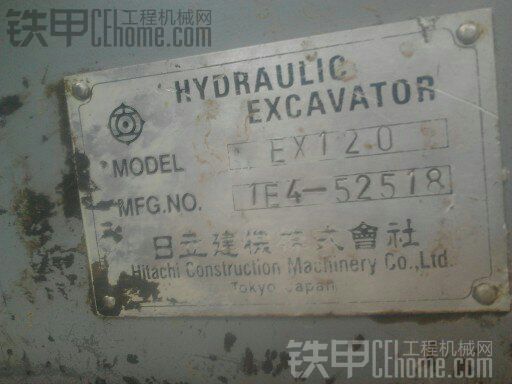 铁甲 工程机械网
CEhome.com
HYDRAULIC
EXCAVATOR
MODEL EX120
MFG.NO. 1E4-52518
日立建機株式會社
Hitachi Construction Machinery Co.,Ltd.
Tokyo Japan
铁甲 工程机械网
CEhome.com